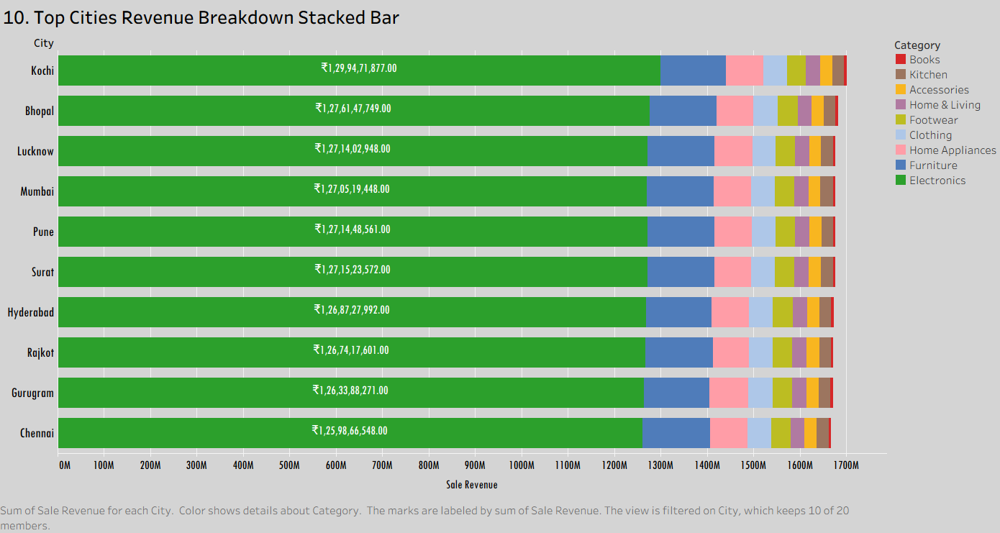 10. Top Cities Revenue Breakdown Stacked Bar
City
Kochi
₹1,29,94,71,877.00
Bhopal
₹1,27,61,47,749.00
Lucknow
₹1,27,14,02,948.00
Mumbai
₹1,27,05,19,448.00
Pune
₹1,27,14,48,561.00
Surat
₹1,27,15,23,572.00
Hyderabad
₹1,26,87,27,992.00
Rajkot
₹1,26,74,17,601.00
Gurugram
₹1,26,33,88,271.00
Chennai
₹1,25,98,66,548.00
0M 100M 200M 300M 400M 500M 600M 700M 800M 900M 1000M 1100M 1200M 1300M 1400M 1500M 1600M 1700M
Sale Revenue
Category
Books
Kitchen
Accessories
Home & Living
Footwear
Clothing
Home Appliances
Furniture
Electronics
Sum of Sale Revenue for each City.  Color shows details about Category.  The marks are labeled by sum of Sale Revenue. The view is filtered on City, which keeps 10 of 20
members.